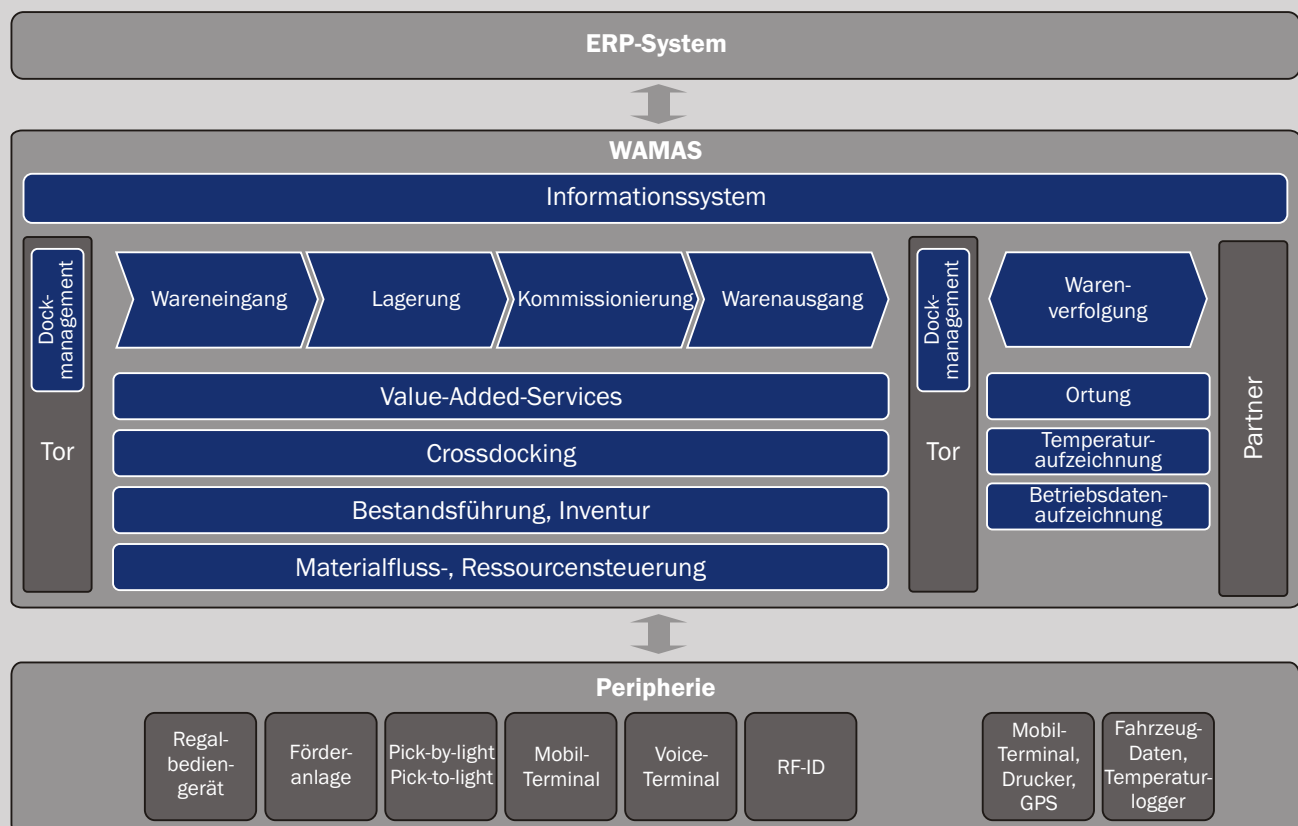 ERP-System
WAMAS
Informationssystem
Dock-
management
Tor
Wareneingang
Lagerung
Kommissionierung
Warenausgang
Value-Added-Services
Crossdocking
Bestandsführung, Inventur
Materialfluss-, Ressourcensteuerung
Dock-
management
Tor
Waren-
verfolgung
Ortung
Temperatur-
aufzeichnung
Betriebsdaten-
aufzeichnung
Partner
Peripherie
Regal-
bedien-
gerät
Förder-
anlage
Pick-by-light
Pick-to-light
Mobil-
Terminal
Voice-
Terminal
RF-ID
Mobil-
Terminal,
Drucker,
GPS
Fahrzeug-
Daten,
Temperatur-
logger